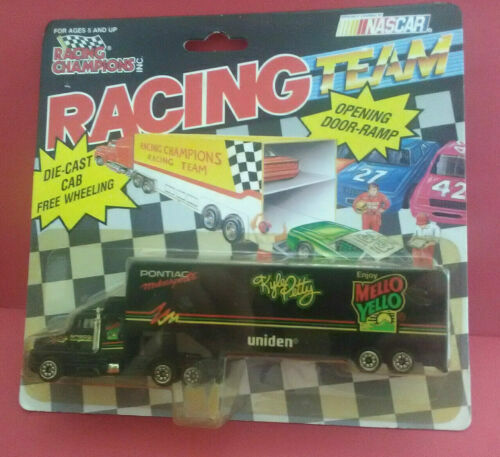 FOR AGES 5 AND UP
RACING
CHAMPIONS INC
NASCAR
RACING TEAM
DIE-CAST
CAB
FREE WHEELING
OPENING
DOOR-RAMP
RACING CHAMPIONS
RACING TEAM
27
42
PONTIAC
Motorsports
Kyle Petty
Enjoy
MELLO
YELLO
uniden